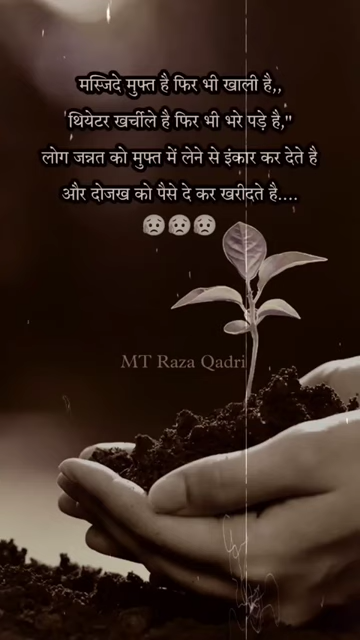 मस्जिदे मुफ्त है फिर भी खाली है,,
थियेटर खर्चीले है फिर भी भरे पड़े है,"
लोग जन्नत को मुफ्त में लेने से इंकार कर देते है
और दोजख को पैसे दे कर खरीदते है....
😥😥😥
MT Raza Qadri